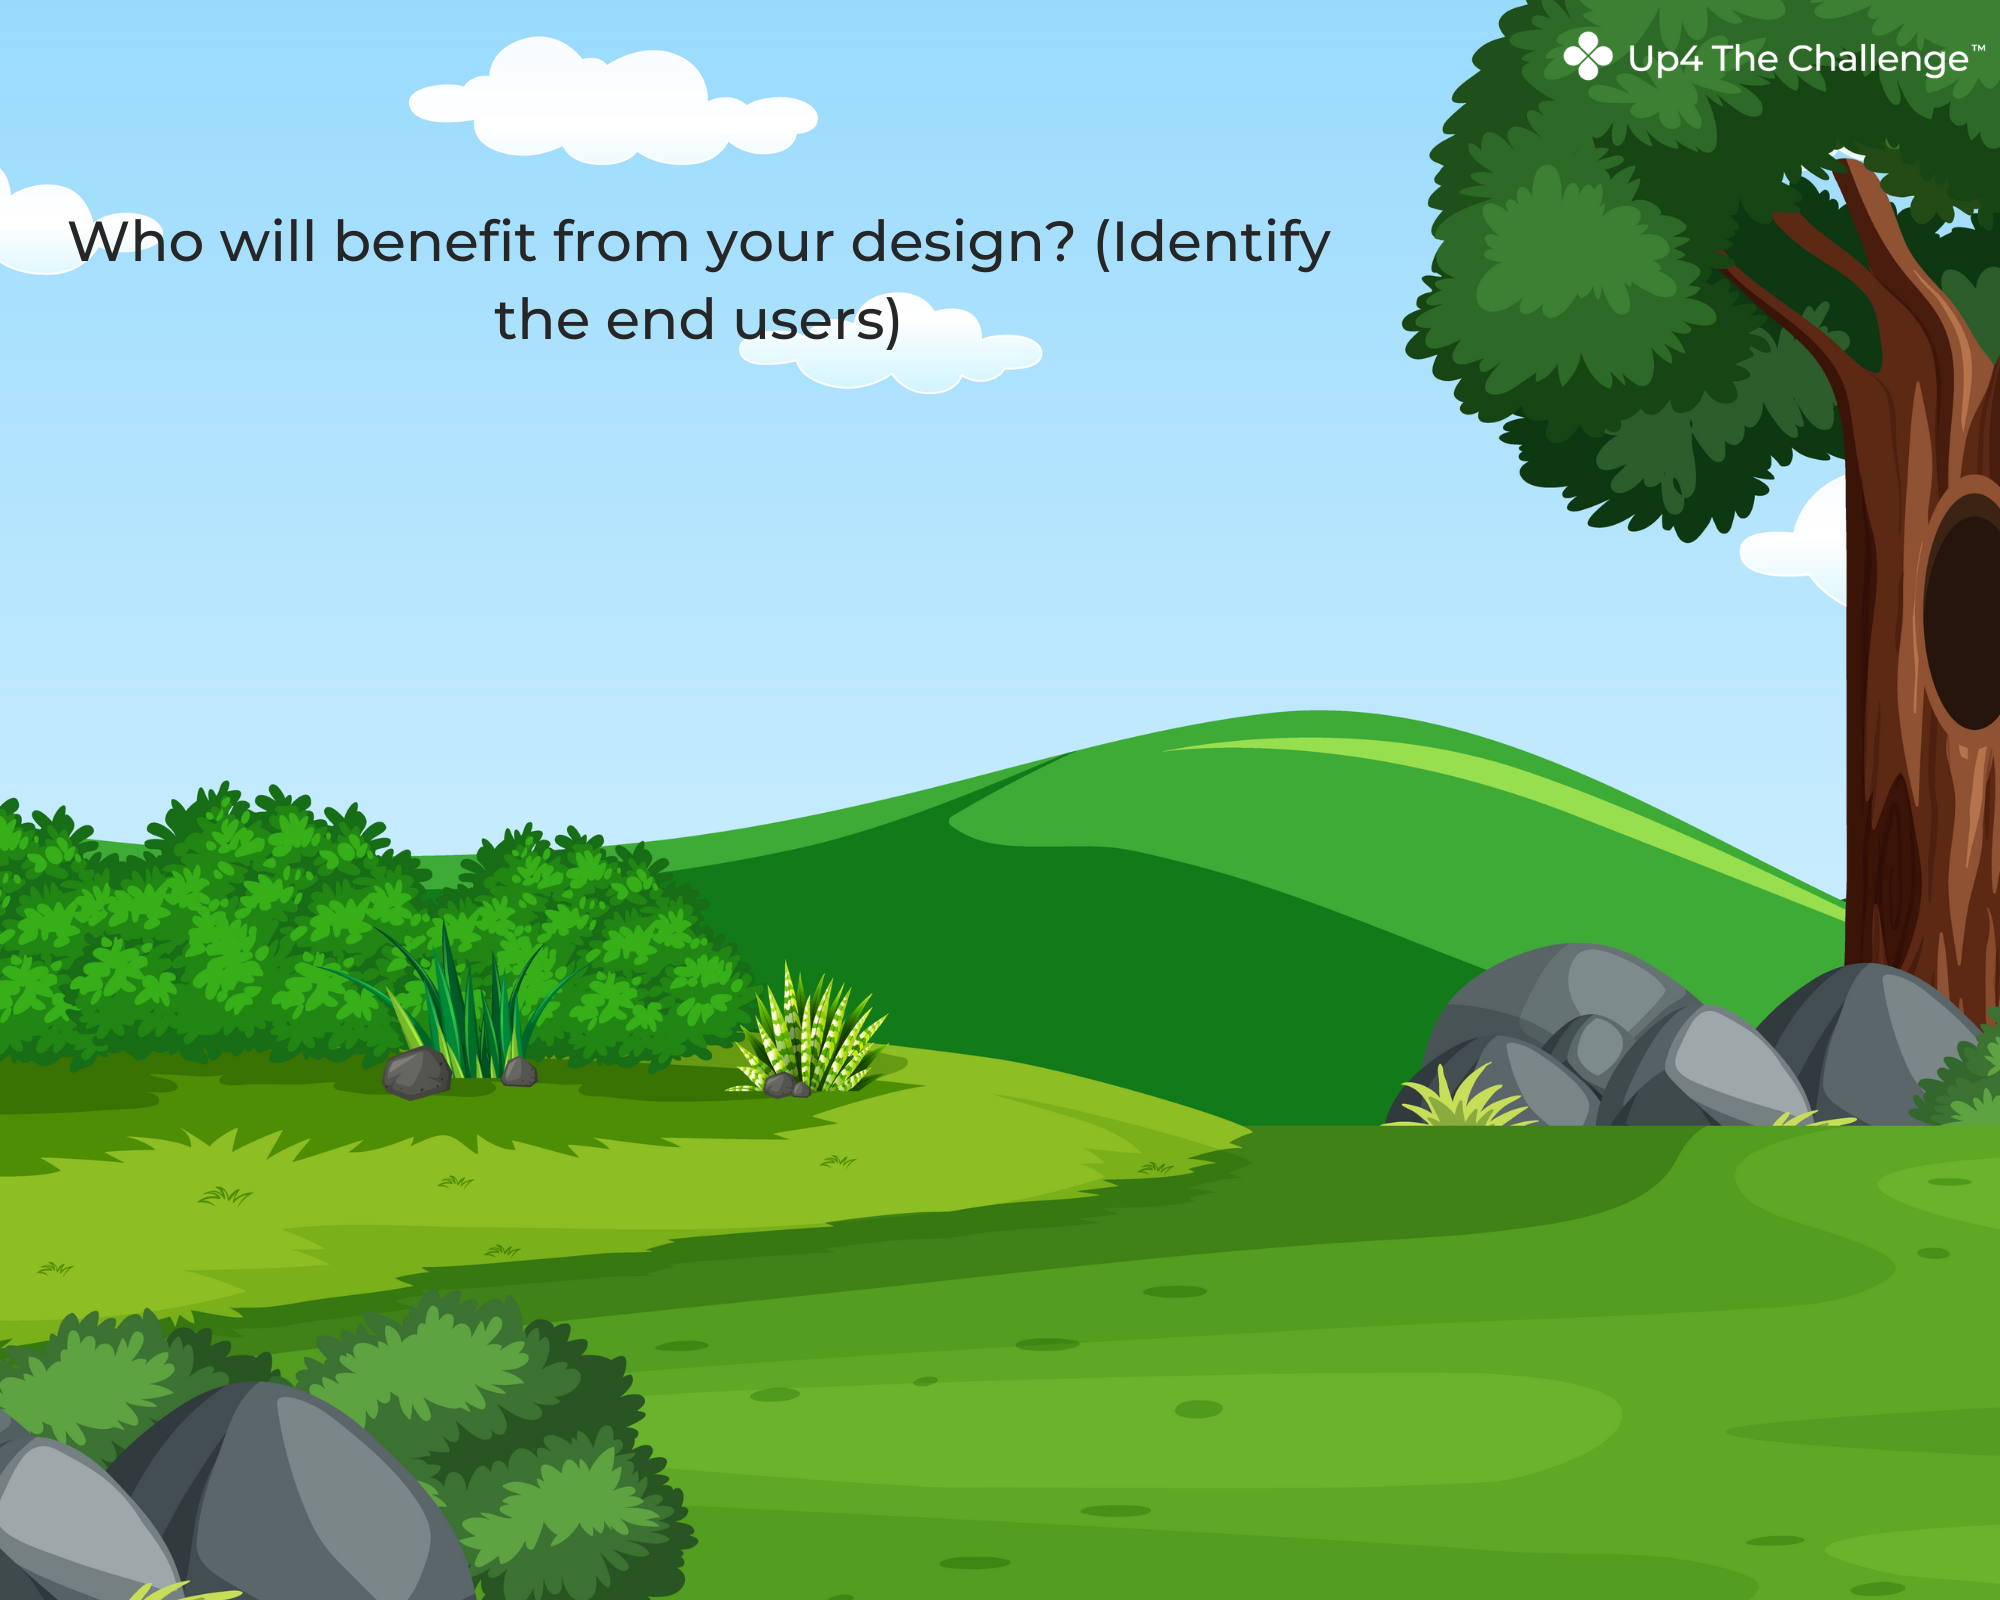 Up4 The Challenge™
Who will benefit from your design? (Identify
the end users)